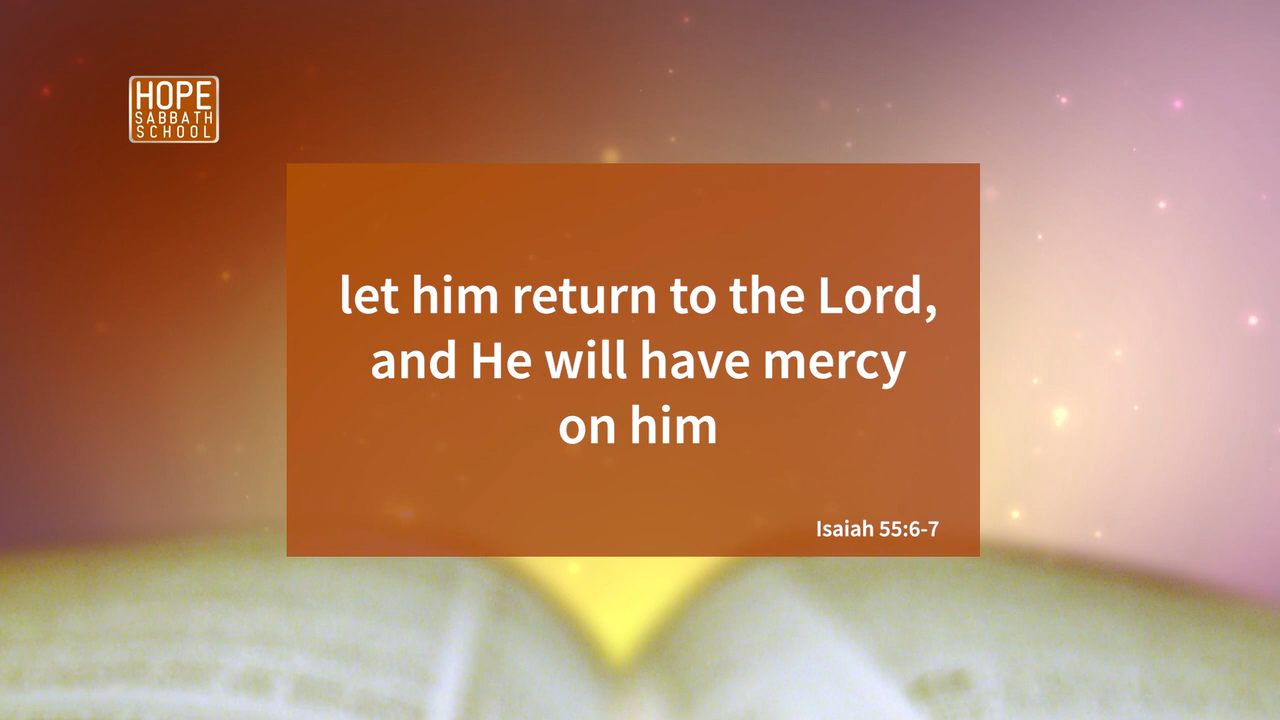 HOPE
SABBATH
SCHOOL
let him return to the Lord,
and He will have mercy
on him
Isaiah 55:6-7